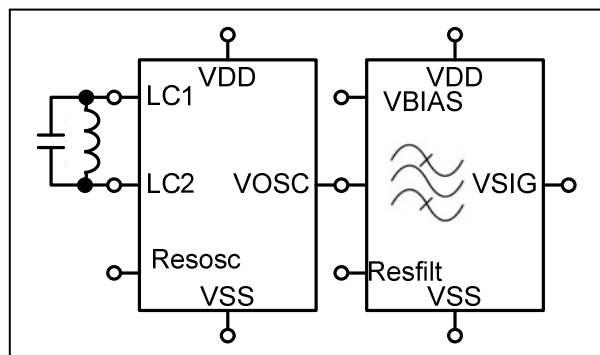 VDD
LC1
LC2
VOSC
Resosc
VSS
VDD
VBIAS
VSIG
Resfilt
VSS